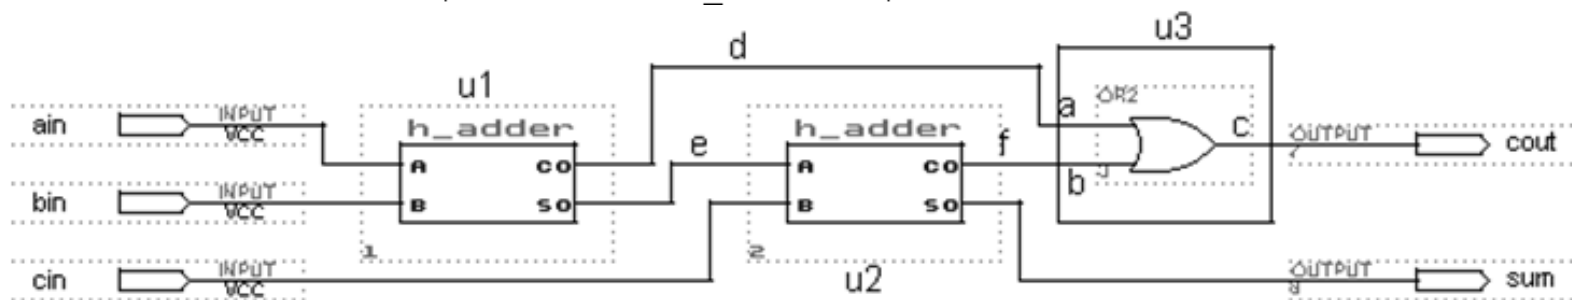 u3
d
u1
OR2
a
INPUT
VCC
ain
h_adder
h_adder
f
c
OUTPUT
cout
e
A
CO
A
CO
b
INPUT
VCC
bin
B
SO
B
SO
1
2
INPUT
VCC
cin
u2
OUTPUT
sum